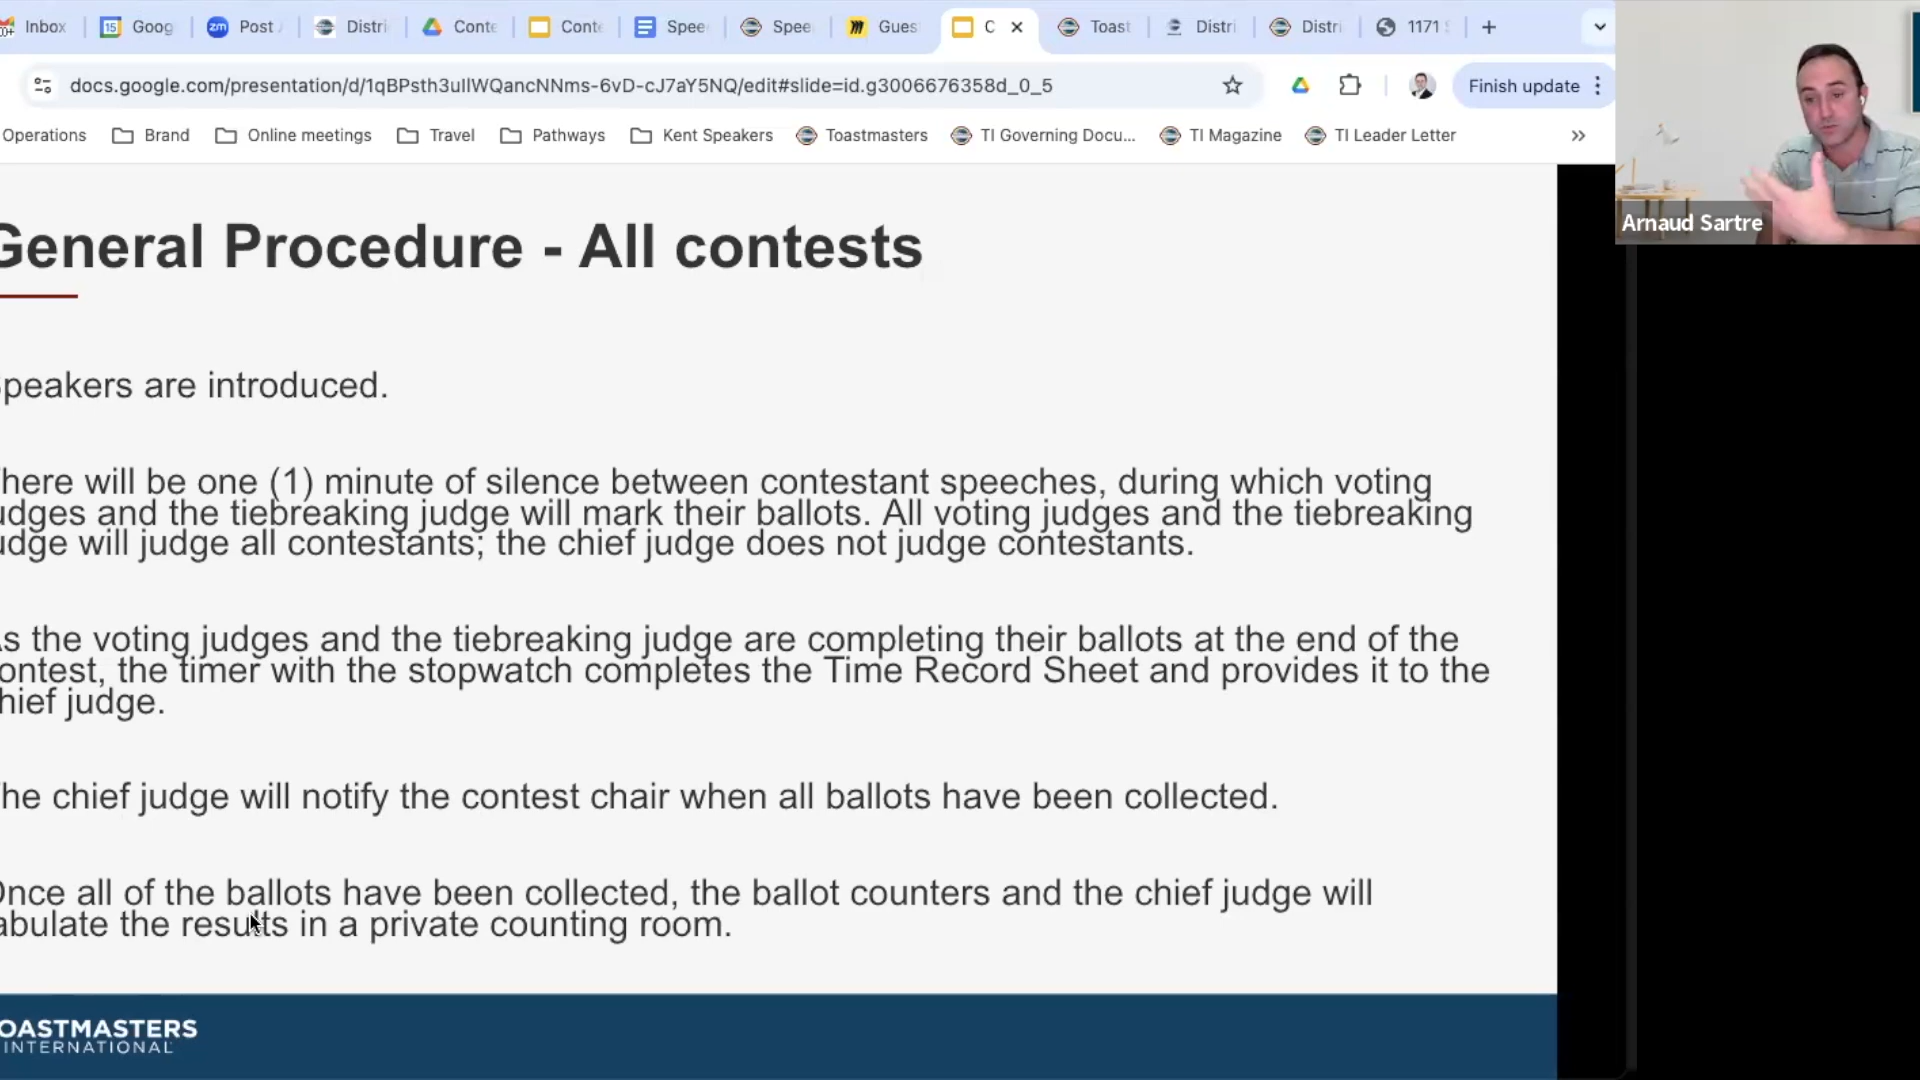 Inbox
15 Goog
zm Post
Distri
Conte
Conte
Spee
Spee
Gues
C
Toast
Distri
Distri
1171
docs.google.com/presentation/d/1qBPsth3uIlWQancNNms-6vD-cJ7aY5NQ/edit#slide=id.g3006676358d_0_5
Finish update
Operations
Brand
Online meetings
Travel
Pathways
Kent Speakers
Toastmasters
TI Governing Docu...
TI Magazine
TI Leader Letter
Arnaud Sartre
General Procedure - All contests
peakers are introduced.
here will be one (1) minute of silence between contestant speeches, during which voting
udges and the tiebreaking judge will mark their ballots. All voting judges and the tiebreaking
udge will judge all contestants; the chief judge does not judge contestants.
s the voting judges and the tiebreaking judge are completing their ballots at the end of the
ontest, the timer with the stopwatch completes the Time Record Sheet and provides it to the
hief judge.
he chief judge will notify the contest chair when all ballots have been collected.
Once all of the ballots have been collected, the ballot counters and the chief judge will
abulate the results in a private counting room.
OASTMASTERS
INTERNATIONAL